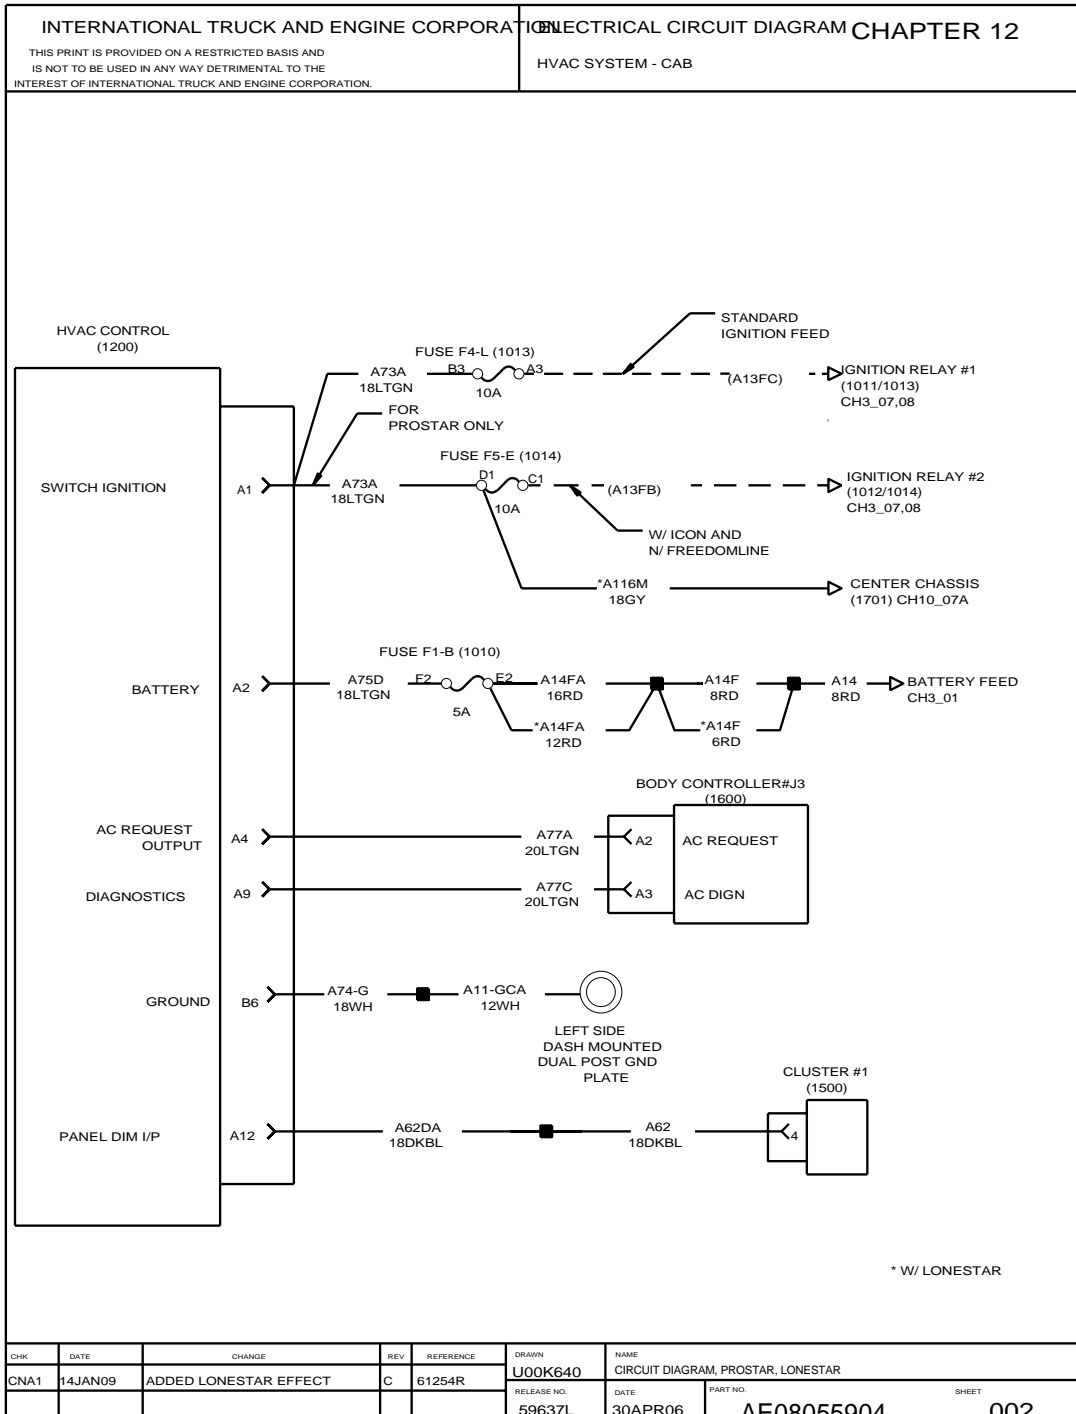 INTERNATIONAL TRUCK AND ENGINE CORPORATION
THIS PRINT IS PROVIDED ON A RESTRICTED BASIS AND
IS NOT TO BE USED IN ANY WAY DETRIMENTAL TO THE
INTEREST OF INTERNATIONAL TRUCK AND ENGINE CORPORATION.
ELECTRICAL CIRCUIT DIAGRAM CHAPTER 12
HVAC SYSTEM - CAB
HVAC CONTROL
(1200)
STANDARD
IGNITION FEED
FUSE F4-L (1013)
A73A
18LTGN
B3
A3
10A
(A13FC)
IGNITION RELAY #1
(1011/1013)
CH3_07,08
FOR
PROSTAR ONLY
FUSE F5-E (1014)
SWITCH IGNITION
A1
A73A
18LTGN
D1
C1
10A
(A13FB)
IGNITION RELAY #2
(1012/1014)
CH3_07,08
W/ ICON AND
N/ FREEDOMLINE
*A116M
18GY
CENTER CHASSIS
(1701) CH10_07A
FUSE F1-B (1010)
BATTERY
A2
A75D
18LTGN
F2
E2
5A
A14FA
16RD
A14F
8RD
A14
8RD
BATTERY FEED
CH3_01
*A14FA
12RD
*A14F
6RD
BODY CONTROLLER#J3
(1600)
AC REQUEST
OUTPUT
A4
A77A
20LTGN
A2
AC REQUEST
DIAGNOSTICS
A9
A77C
20LTGN
A3
AC DIGN
GROUND
B6
A74-G
18WH
A11-GCA
12WH
LEFT SIDE
DASH MOUNTED
DUAL POST GND
PLATE
CLUSTER #1
(1500)
PANEL DIM I/P
A12
A62DA
18DKBL
A62
18DKBL
4
* W/ LONESTAR
CHK DATE CHANGE REV REFERENCE
CNA1 14JAN09 ADDED LONESTAR EFFECT C 61254R
DRAWN
U00K640
NAME
CIRCUIT DIAGRAM, PROSTAR, LONESTAR
RELEASE NO.
59637L
DATE
30APR06
PART NO.
AE08055904
SHEET
002